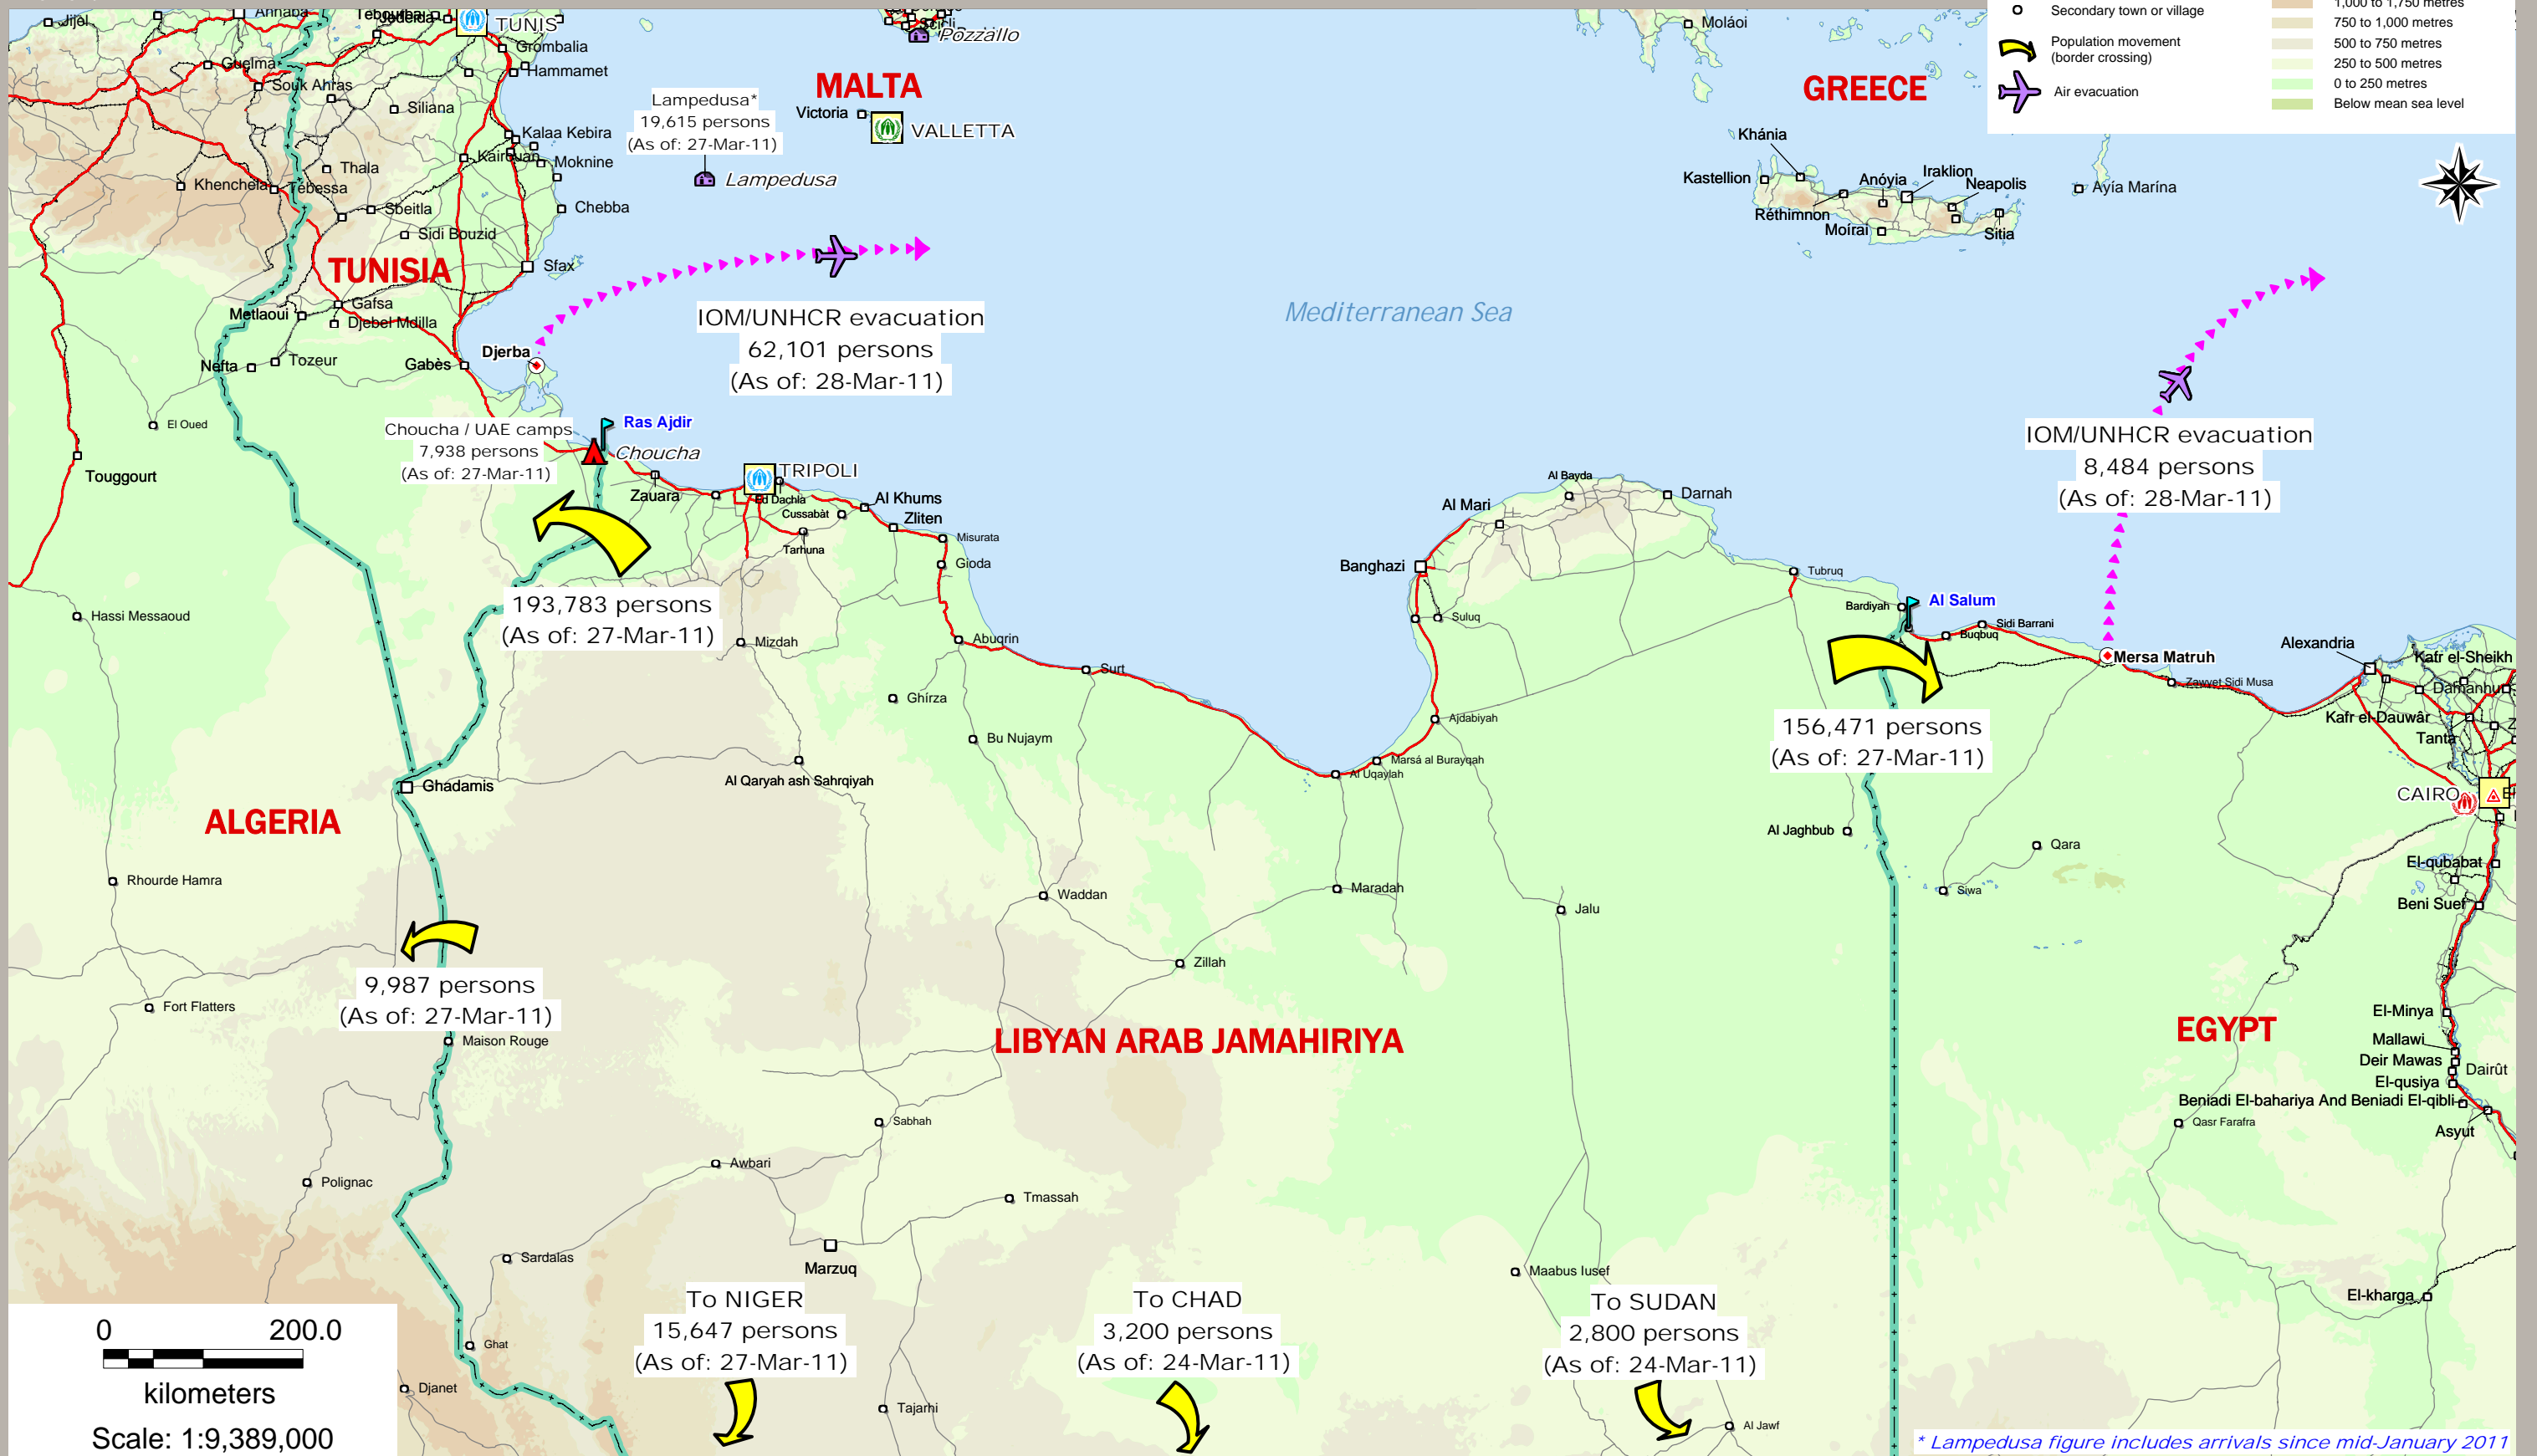 Jijel
Annaba
Tebourba
Jedeida
TUNIS
Grombalia
Hammamet
Guelma
Souk Ahras
Siliana
Kalaa Kebira
Kairouan
Moknine
Thala
Khenchela
Tébessa
Sbeitla
Chebba
Sidi Bouzid
Sfax
TUNISIA
Gafsa
Metlaoui
Djebel Mdilla
Tozeur
Nefta
Gabès
Djerba
El Oued
Touggourt
Hassi Messaoud
Scicli
Pozzallo
MALTA
Victoria
VALLETTA
Lampedusa*
19,615 persons
(As of: 27-Mar-11)
Lampedusa
IOM/UNHCR evacuation
62,101 persons
(As of: 28-Mar-11)
Mediterranean Sea
Moláoi
GREECE
Khánia
Kastellion
Anóyia
Iraklion
Neapolis
Réthimnon
Moírai
Sitia
Ayía Marína
Secondary town or village
Population movement
(border crossing)
Air evacuation
1,000 to 1,750 metres
750 to 1,000 metres
500 to 750 metres
250 to 500 metres
0 to 250 metres
Below mean sea level
IOM/UNHCR evacuation
8,484 persons
(As of: 28-Mar-11)
Choucha / UAE camps
7,938 persons
(As of: 27-Mar-11)
Ras Ajdir
Choucha
Zauara
TRIPOLI
Ed Dachla
Cussabàt
Tarhuna
Al Khums
Zliten
Misurata
Gioda
193,783 persons
(As of: 27-Mar-11)
Mizdah
Abuqrin
Surt
Ghírza
Bu Nujaym
Al Qaryah ash Sahrqiyah
Ghadamis
ALGERIA
Al Bayda
Al Mari
Darnah
Banghazi
Suluq
Tubruq
Bardiyah
Al Salum
Sidi Barrani
Buqbuq
Mersa Matruh
Zawyet Sidi Musa
Alexandria
Kafr el-Sheikh
Damanhur
Kafr el-Dauwâr
Tanta
Z
CAIRO
El
156,471 persons
(As of: 27-Mar-11)
Ajdabiyah
Marsá al Burayqah
Al Uqaylah
Al Jaghbub
Qara
Siwa
El-qubabat
Beni Suef
Rhourde Hamra
Waddan
Maradah
Jalu
Zillah
9,987 persons
(As of: 27-Mar-11)
Fort Flatters
Maison Rouge
LIBYAN ARAB JAMAHIRIYA
EGYPT
El-Minya
Mallawi
Deir Mawas
Dairût
El-qusiya
Beniadi El-bahariya And Beniadi El-qibli
Asyut
Qasr Farafra
Sabhah
Awbari
Polignac
Tmassah
Sardalas
Marzuq
Maabus Iusef
El-kharga
To NIGER
15,647 persons
(As of: 27-Mar-11)
To CHAD
3,200 persons
(As of: 24-Mar-11)
To SUDAN
2,800 persons
(As of: 24-Mar-11)
Ghat
Djanet
Tajarhi
Al Jawf
0 200.0
kilometers
Scale: 1:9,389,000
* Lampedusa figure includes arrivals since mid-January 2011